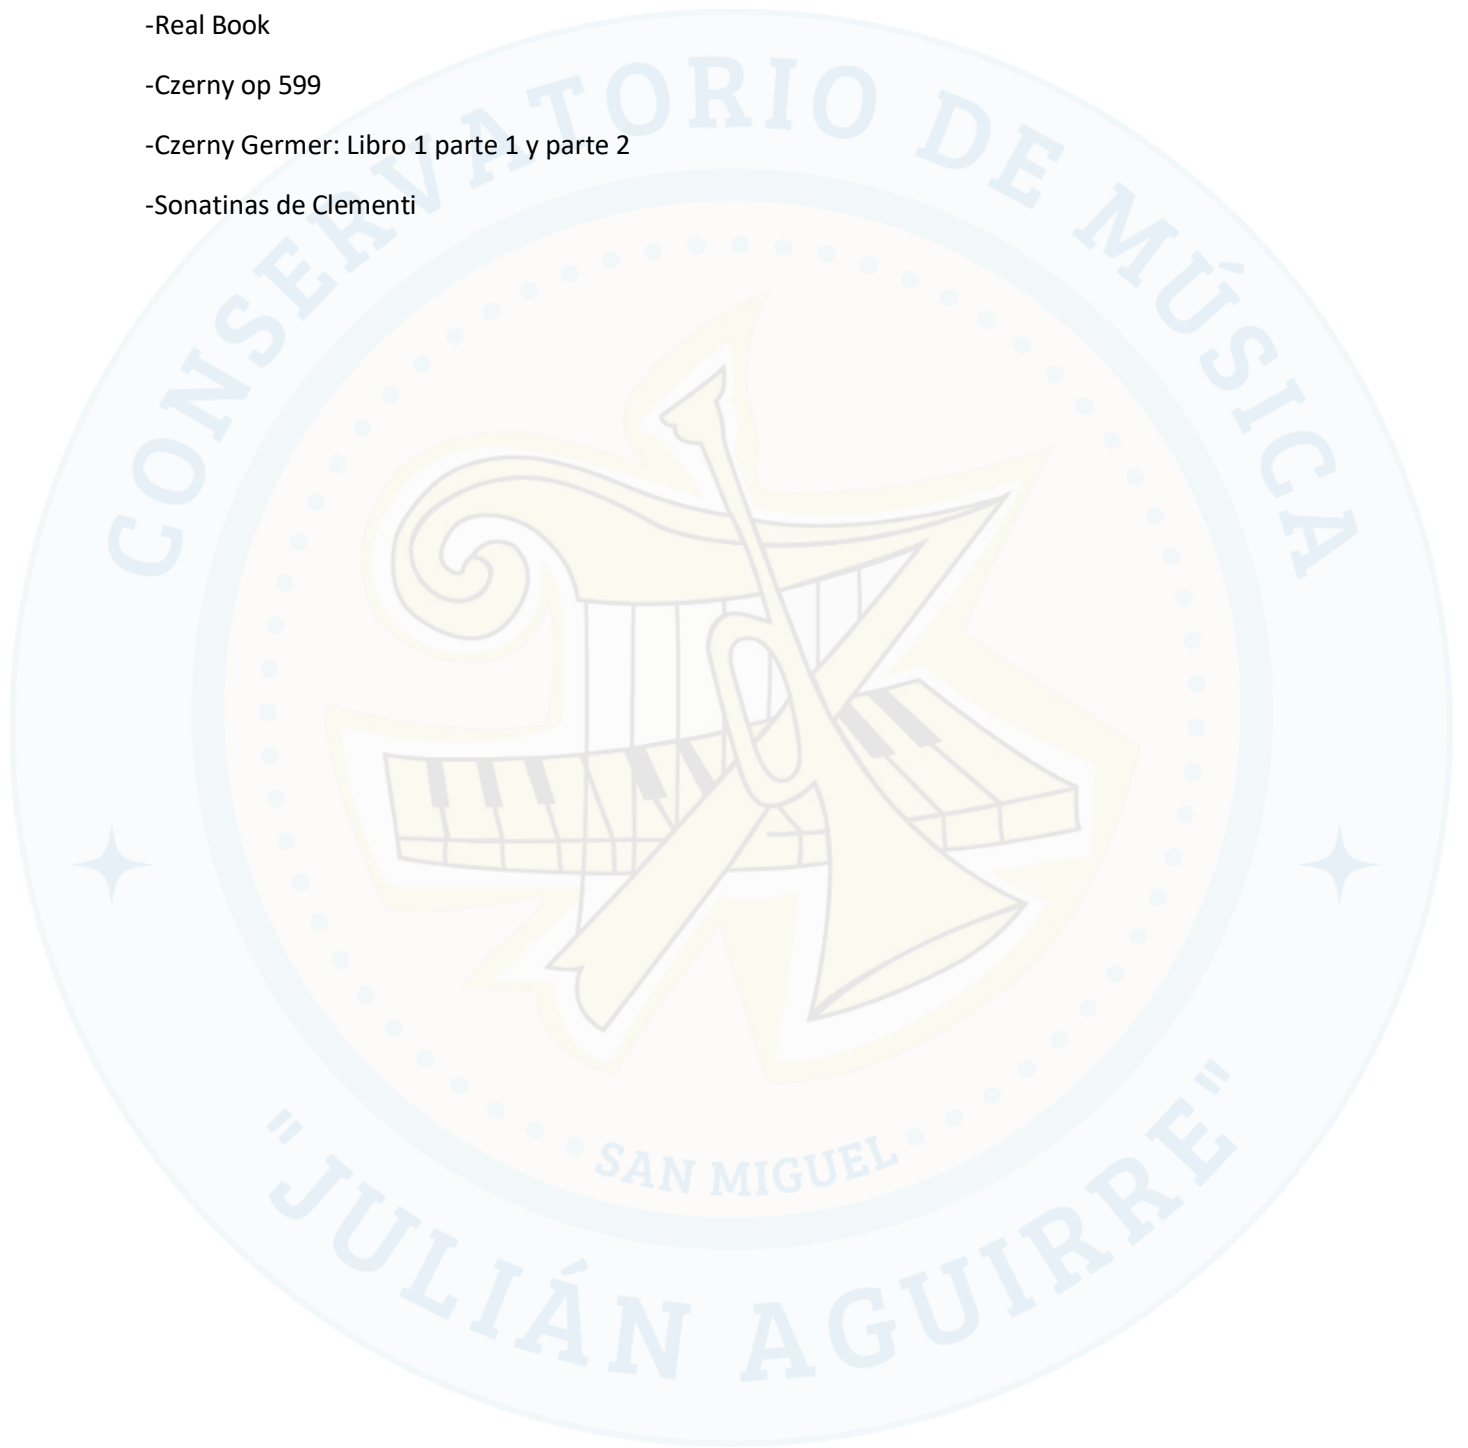 -Real Book
-Czerny op 599
-Czerny Germer: Libro 1 parte 1 y parte 2
-Sonatinas de Clementi
CONSERVATORIO DE MÚSICA
SAN MIGUEL
"JULIÁN AGUIRRE"